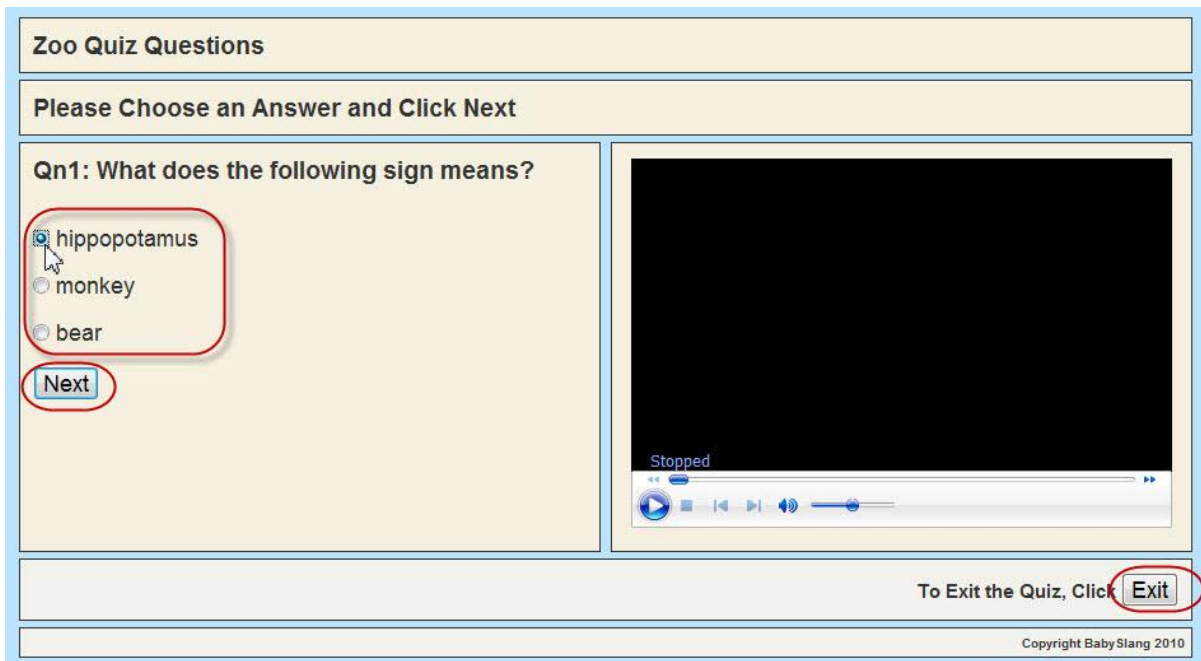 Zoo Quiz Questions
Please Choose an Answer and Click Next
Qn1: What does the following sign means?
hippopotamus
monkey
bear
Next
Stopped
To Exit the Quiz, Click Exit
Copyright BabySlang 2010